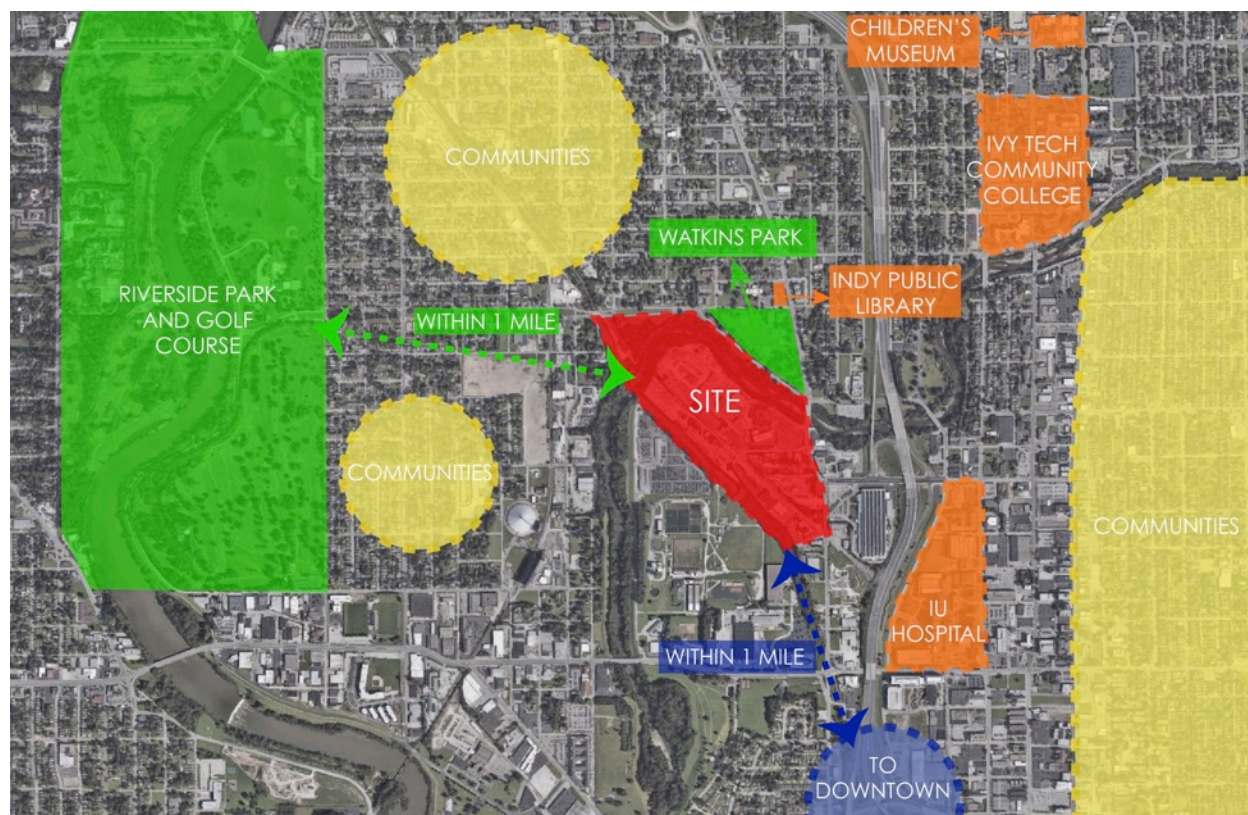 CHILDREN'S
MUSEUM
COMMUNITIES
IVY TECH
COMMUNITY
COLLEGE
WATKINS PARK
INDY PUBLIC
LIBRARY
RIVERSIDE PARK
AND GOLF
COURSE
WITHIN 1 MILE
SITE
COMMUNITIES
COMMUNITIES
IU
HOSPITAL
WITHIN 1 MILE
TO
DOWNTOWN